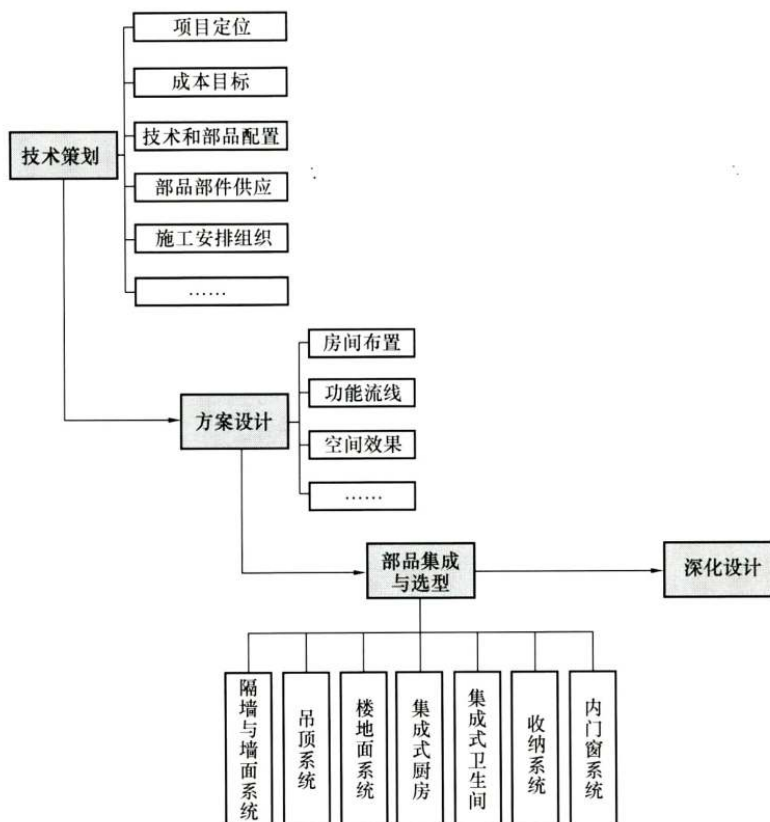 项目定位
成本目标
技术策划
技术和部品配置
部品部件供应
施工安排组织
……
房间布置
方案设计
功能流线
空间效果
……
部品集成
与选型
深化设计
隔墙与墙面系统
吊顶系统
楼地面系统
集成式厨房
集成式卫生间
收纳系统
内门窗系统